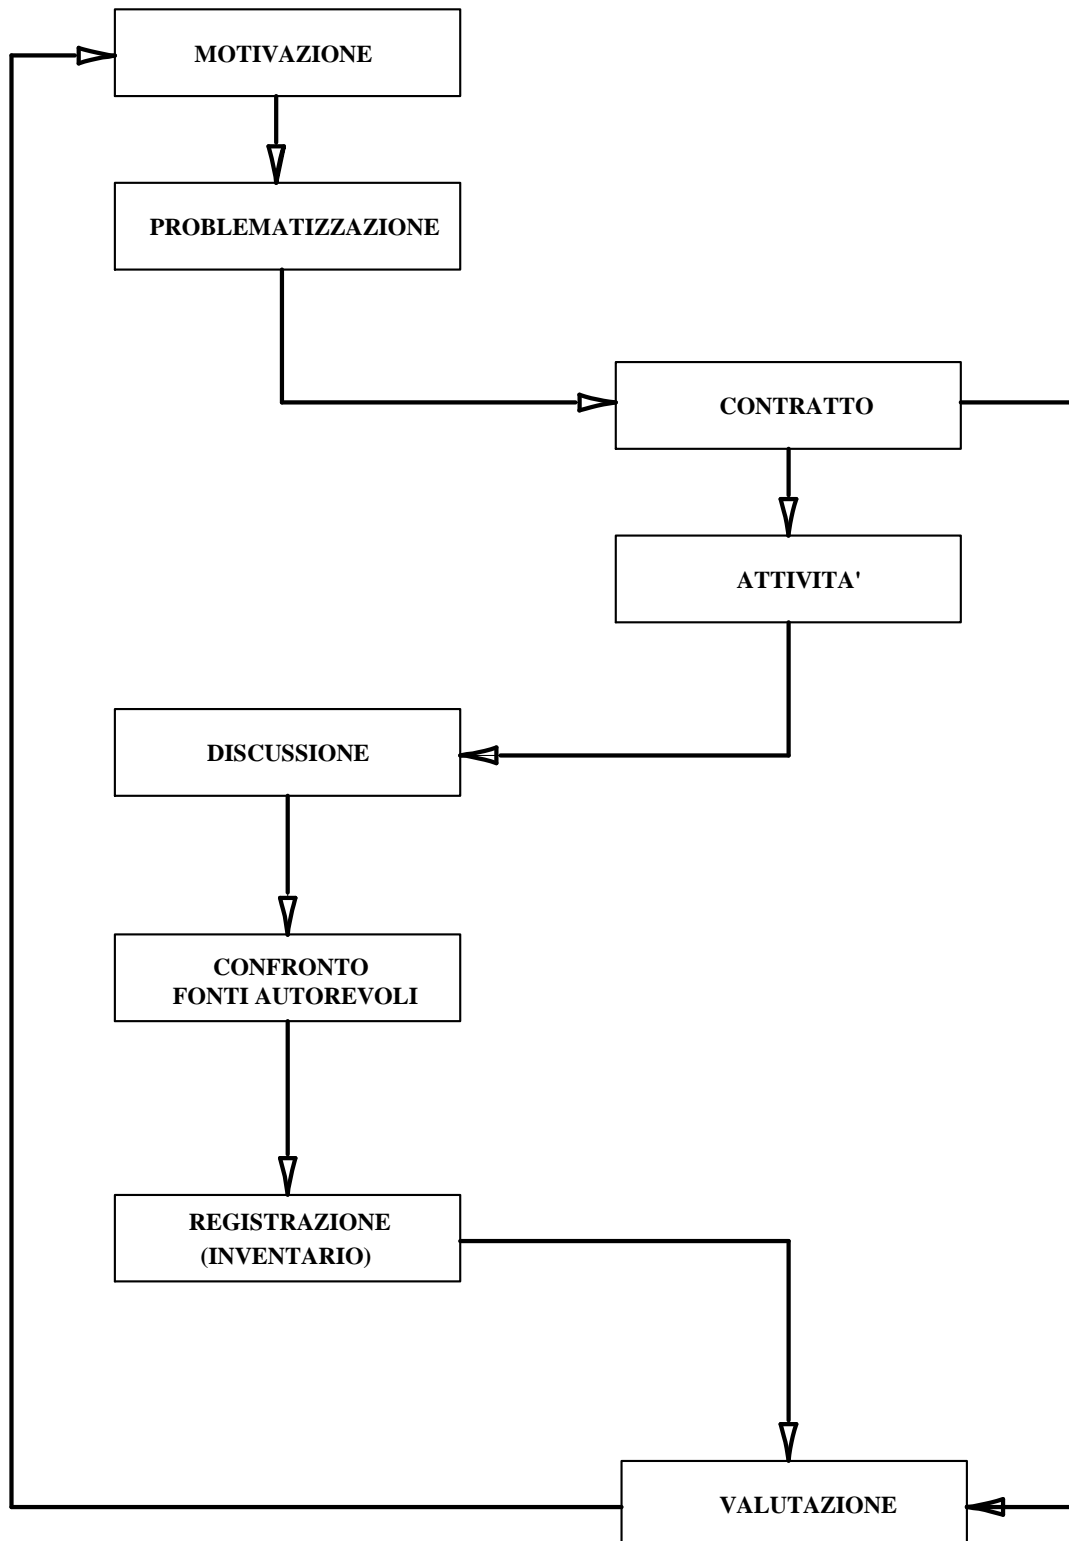 MOTIVAZIONE
PROBLEMATIZZAZIONE
CONTRATTO
ATTIVITA'
DISCUSSIONE
CONFRONTO
FONTI AUTOREVOLI
REGISTRAZIONE
(INVENTARIO)
VALUTAZIONE